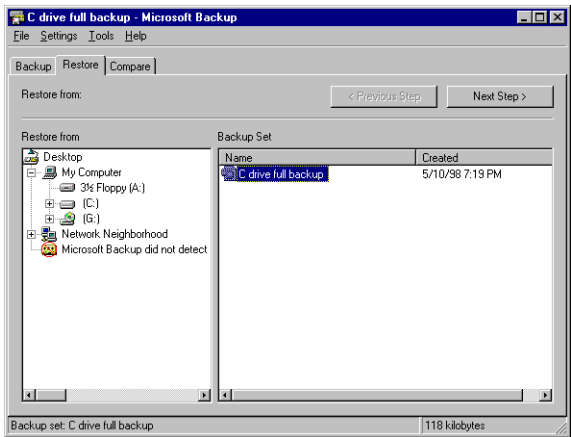 C drive full backup - Microsoft Backup
File Settings Tools Help
Backup Restore Compare
Restore from:
< Previous Step
Next Step >
Restore from
Backup Set
Desktop
My Computer
3½ Floppy (A:)
(C:)
(G:)
Network Neighborhood
Microsoft Backup did not detect
Name Created
C drive full backup 5/10/98 7:19 PM
Backup set: C drive full backup 118 kilobytes